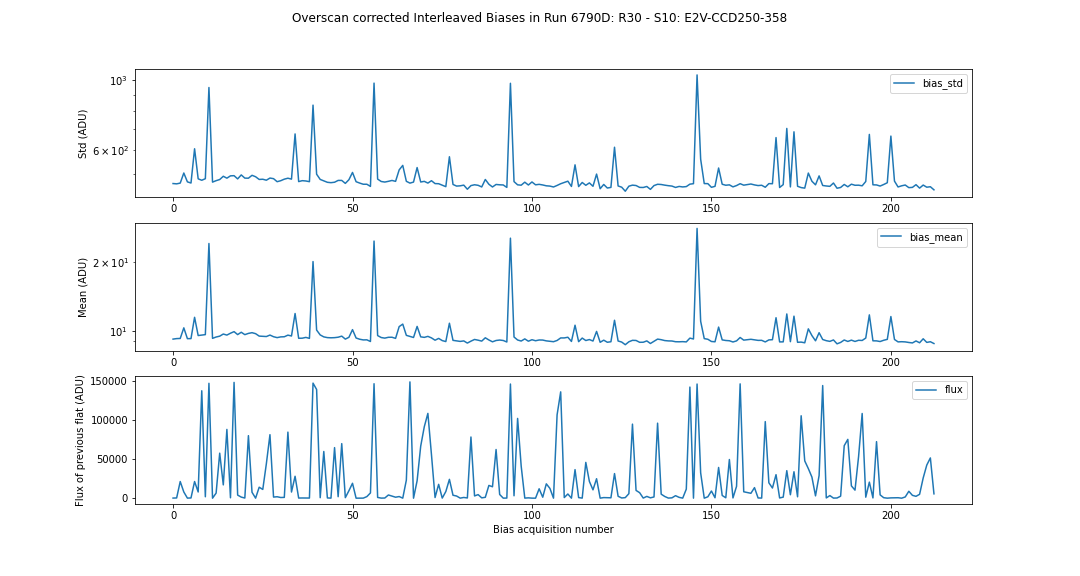 Overscan corrected Interleaved Biases in Run 6790D: R30 - S10: E2V-CCD250-358
Std (ADU)
10³
6 × 10²
bias_std
0 50 100 150 200
Mean (ADU)
2 × 10¹
10¹
bias_mean
0 50 100 150 200
Flux of previous flat (ADU)
150000
100000
50000
0
flux
0 50 100 150 200
Bias acquisition number